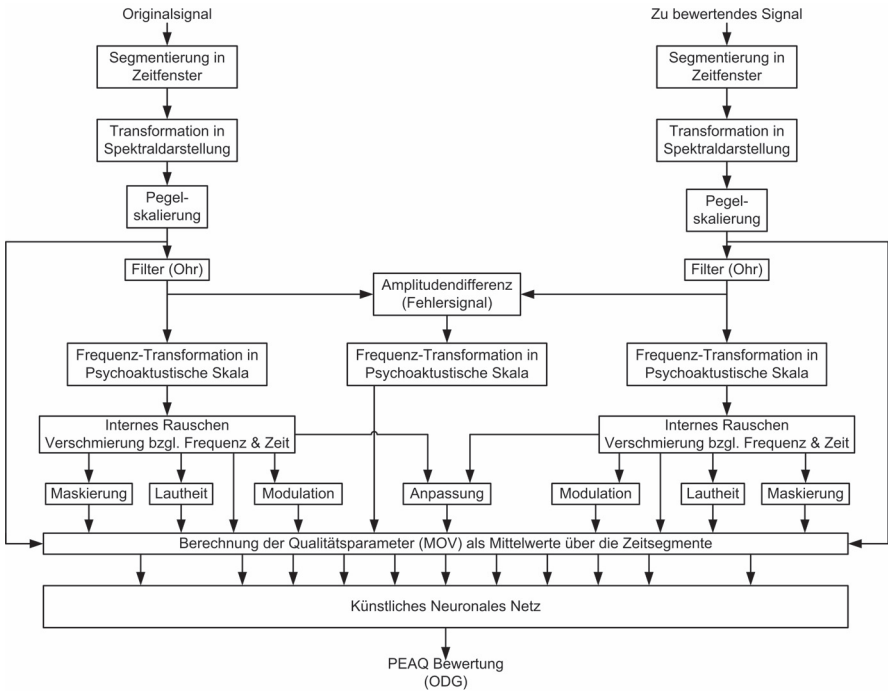 Originalsignal
Zu bewertendes Signal
Segmentierung in
Zeitfenster
Segmentierung in
Zeitfenster
Transformation in
Spektraldarstellung
Transformation in
Spektraldarstellung
Pegel-
skalierung
Pegel-
skalierung
Filter (Ohr)
Amplitudendifferenz
(Fehlersignal)
Filter (Ohr)
Frequenz-Transformation in
Psychoaktustische Skala
Frequenz-Transformation in
Psychoaktustische Skala
Frequenz-Transformation in
Psychoaktustische Skala
Internes Rauschen
Verschmierung bzgl. Frequenz & Zeit
Internes Rauschen
Verschmierung bzgl. Frequenz & Zeit
Maskierung
Lautheit
Modulation
Anpassung
Modulation
Lautheit
Maskierung
Berechnung der Qualitätsparameter (MOV) als Mittelwerte über die Zeitsegmente
Künstliches Neuronales Netz
PEAQ Bewertung
(ODG)